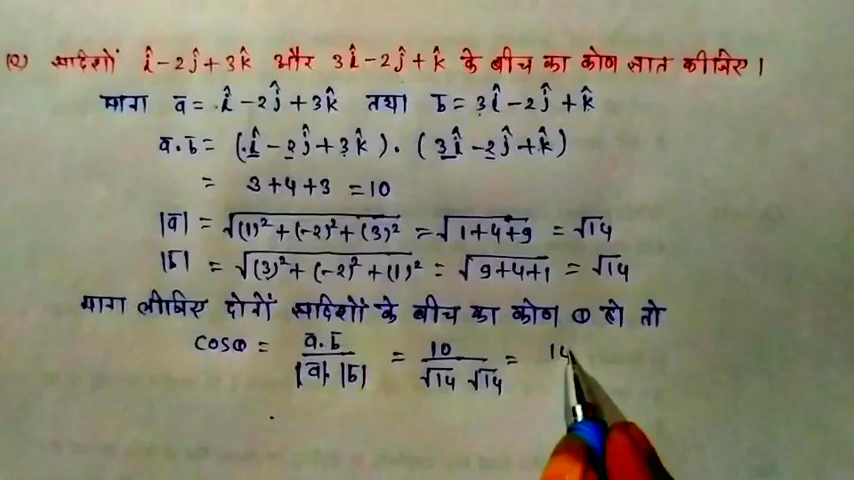 (Q) सदिशों î-2ĵ+3k̂ और 3î-2ĵ+k̂ के बीच का कोण ज्ञात कीजिए।
माना a̅ = î-2ĵ+3k̂ तथा b̅ = 3î-2ĵ+k̂
a̅.b̅ = (î-2ĵ+3k̂).(3î-2ĵ+k̂)
= 3+4+3 = 10
|a̅| = √(1)²+(-2)²+(3)² = √1+4+9 = √14
|b̅| = √(3)²+(-2)²+(1)² = √9+4+1 = √14
मान लीजिए दोनों सदिशों के बीच का कोण θ हो तो
cosθ = a̅.b̅ / |a̅|.|b̅| = 10 / √14 √14 = 14